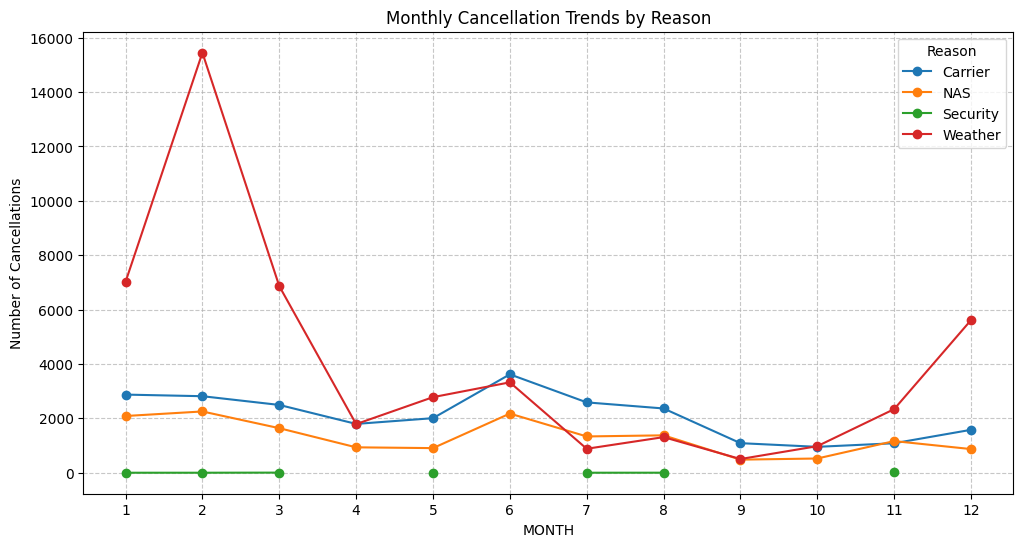 Monthly Cancellation Trends by Reason
Number of Cancellations
16000
14000
12000
10000
8000
6000
4000
2000
0
Reason
Carrier
NAS
Security
Weather
1 2 3 4 5 6 7 8 9 10 11 12
MONTH